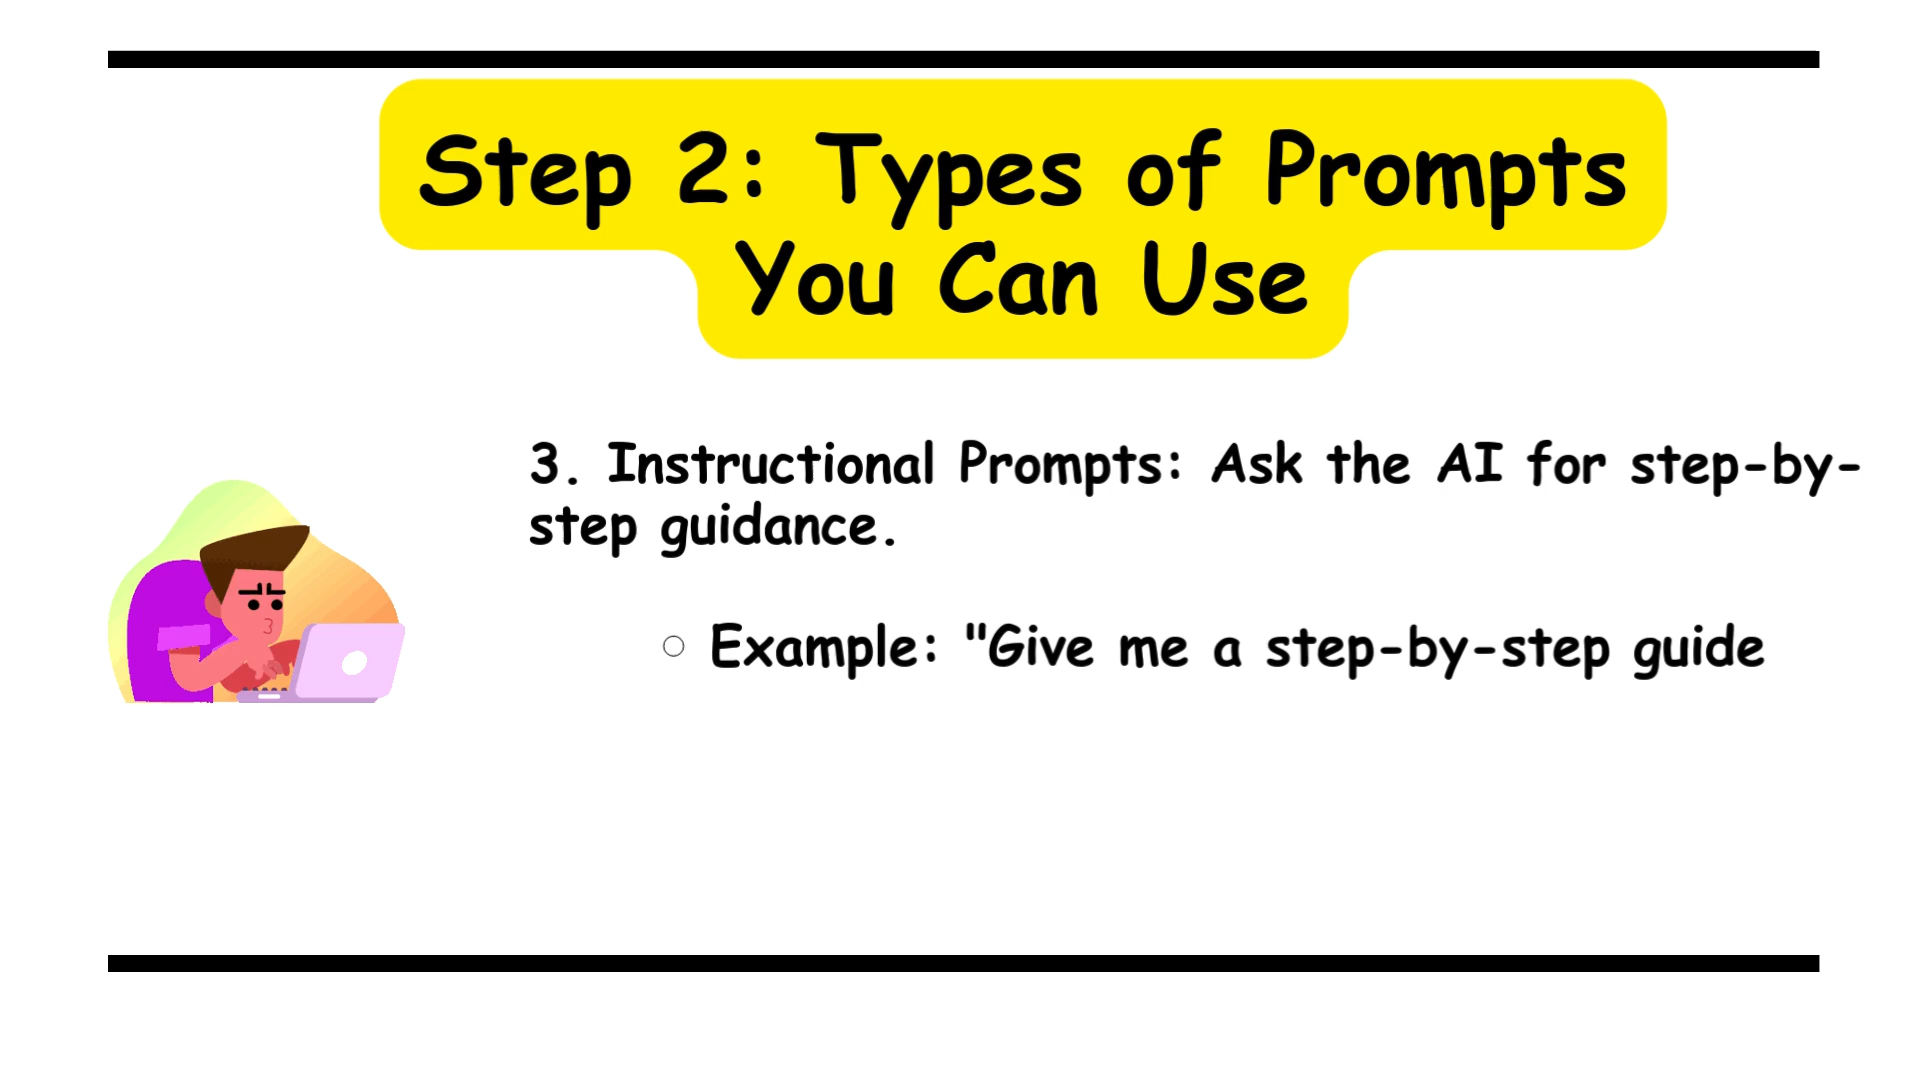 Step 2: Types of Prompts
You Can Use
3. Instructional Prompts: Ask the AI for step-by-
step guidance.
Example: "Give me a step-by-step guide